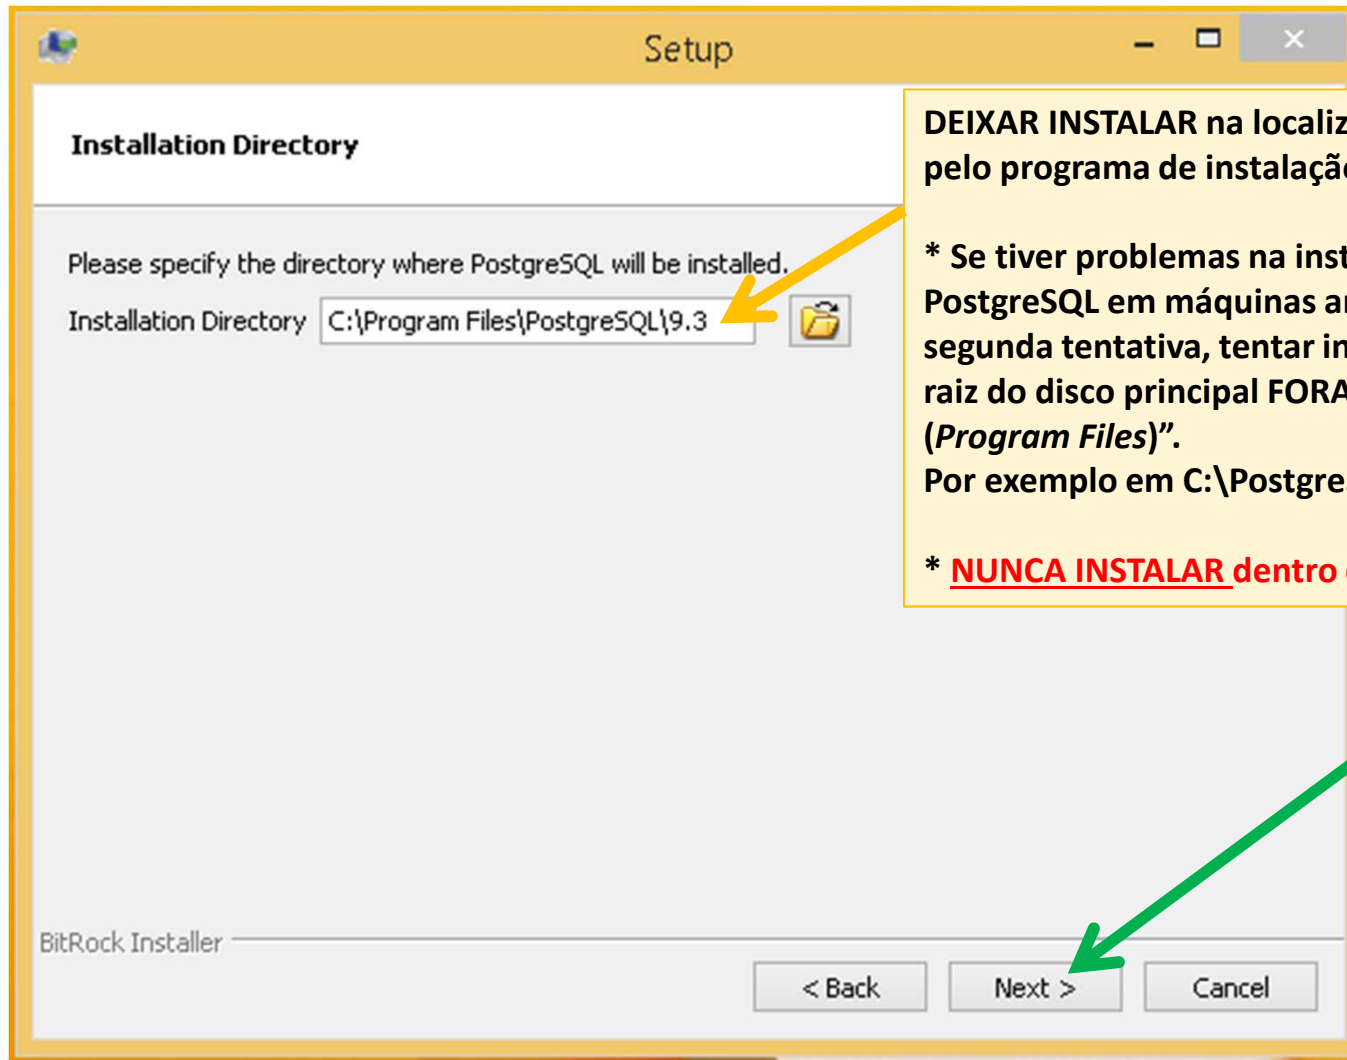 Setup
Installation Directory
DEIXAR INSTALAR na localiz
pelo programa de instalaçã
* Se tiver problemas na inst
PostgreSQL em máquinas a
segunda tentativa, tentar in
raiz do disco principal FORA
(Program Files)”.
Por exemplo em C:\Postgre
* NUNCA INSTALAR dentro
Please specify the directory where PostgreSQL will be installed.
Installation Directory C:\Program Files\PostgreSQL\9.3
BitRock Installer
< Back Next > Cancel